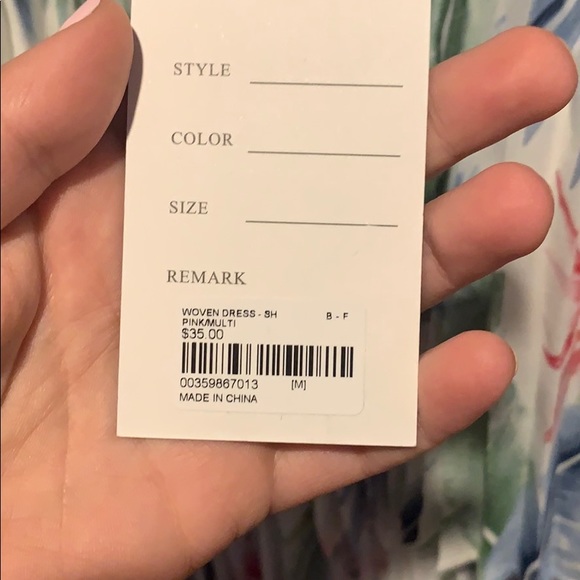 STYLE
COLOR
SIZE
REMARK
WOVEN DRESS - SH B - F
PINK/MULTI
$35.00
00359867013 [M]
MADE IN CHINA